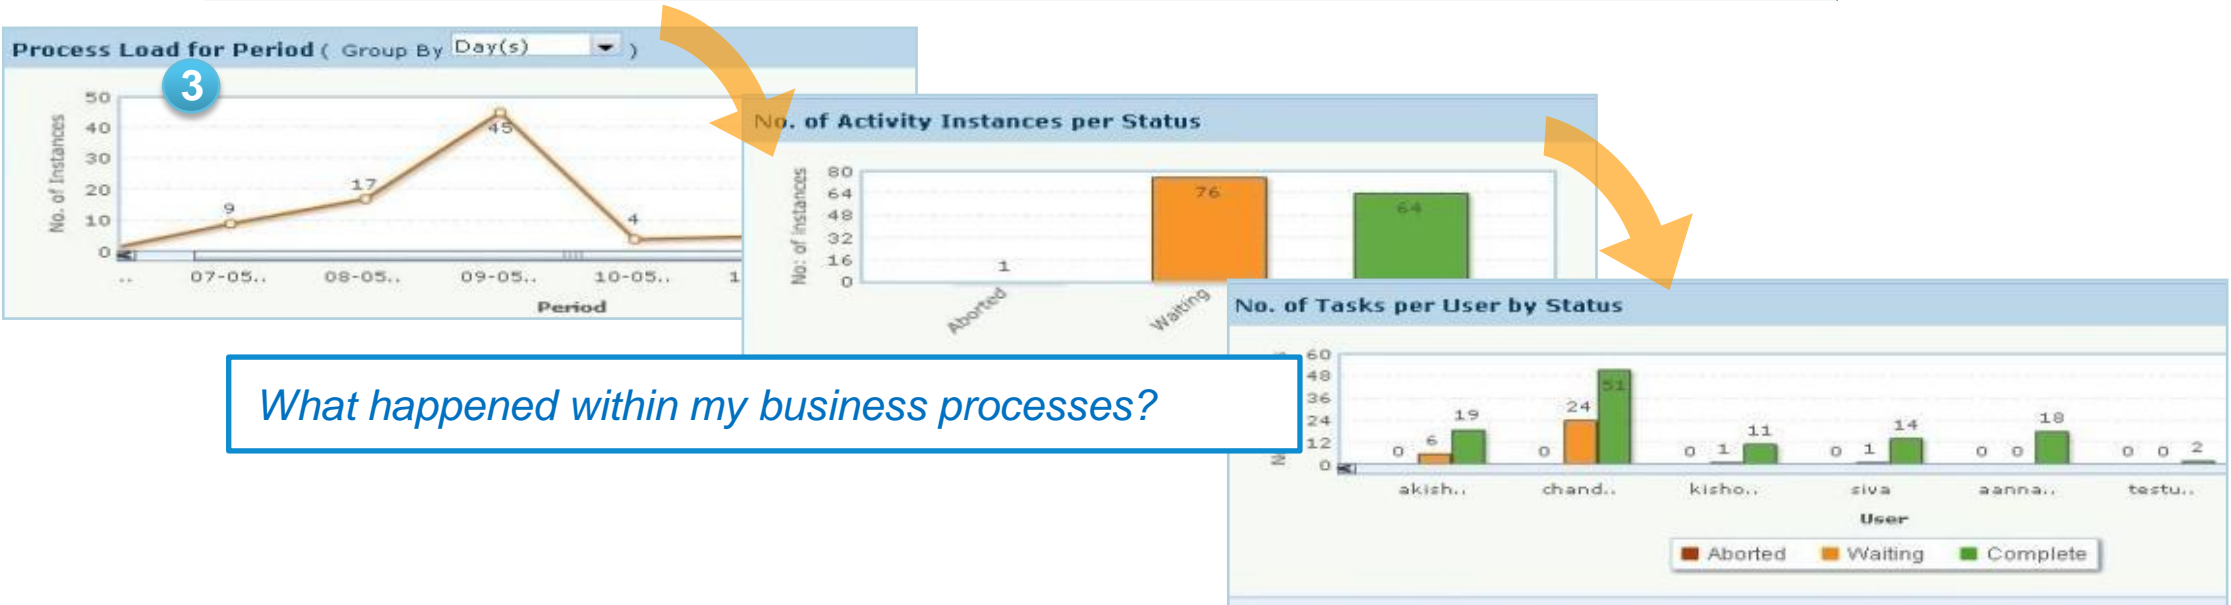 Process Load for Period ( Group By Day(s) )
3
No. of Instances
50
40
30
20
10
0
9
17
45
4
..
07-05..
08-05..
09-05..
10-05..
1
Period
No. of Activity Instances per Status
No: of instances
80
64
48
32
16
0
1
76
64
Aborted
Waiting
What happened within my business processes?
No. of Tasks per User by Status
60
48
36
24
12
0
0 6 19
0 24 51
0 1 11
0 1 14
0 0 18
0 0 2
akish..
chand..
kisho..
siva
aanna..
testu..
User
Aborted Waiting Complete